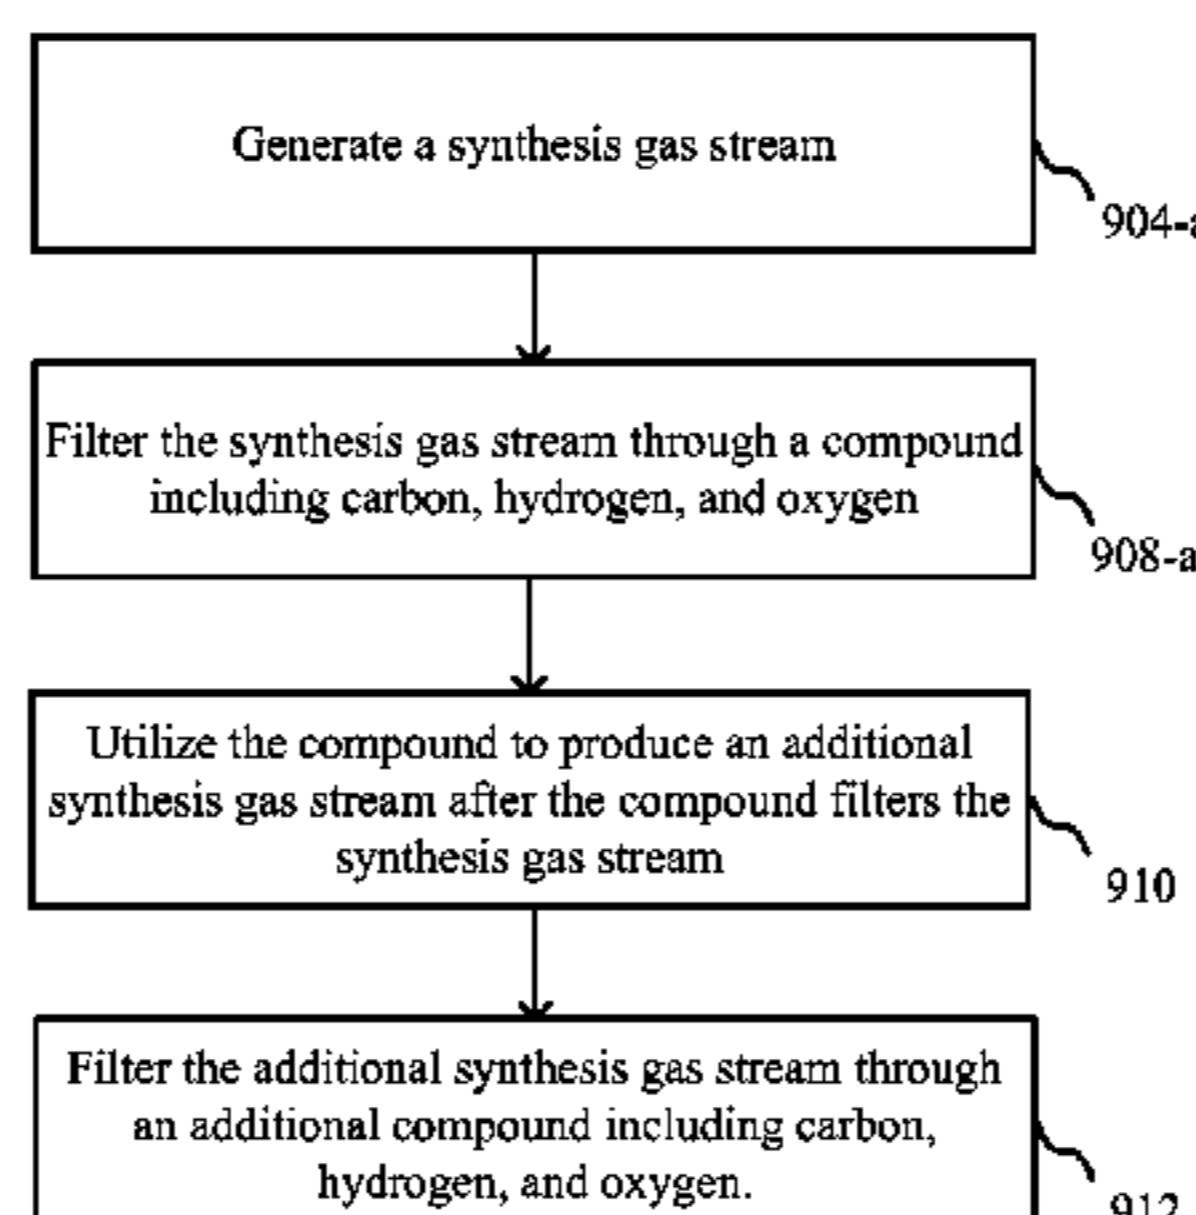 Generate a synthesis gas stream
904-a
Filter the synthesis gas stream through a compound
including carbon, hydrogen, and oxygen
908-a
Utilize the compound to produce an additional
synthesis gas stream after the compound filters the
synthesis gas stream
910
Filter the additional synthesis gas stream through
an additional compound including carbon,
hydrogen, and oxygen.
912